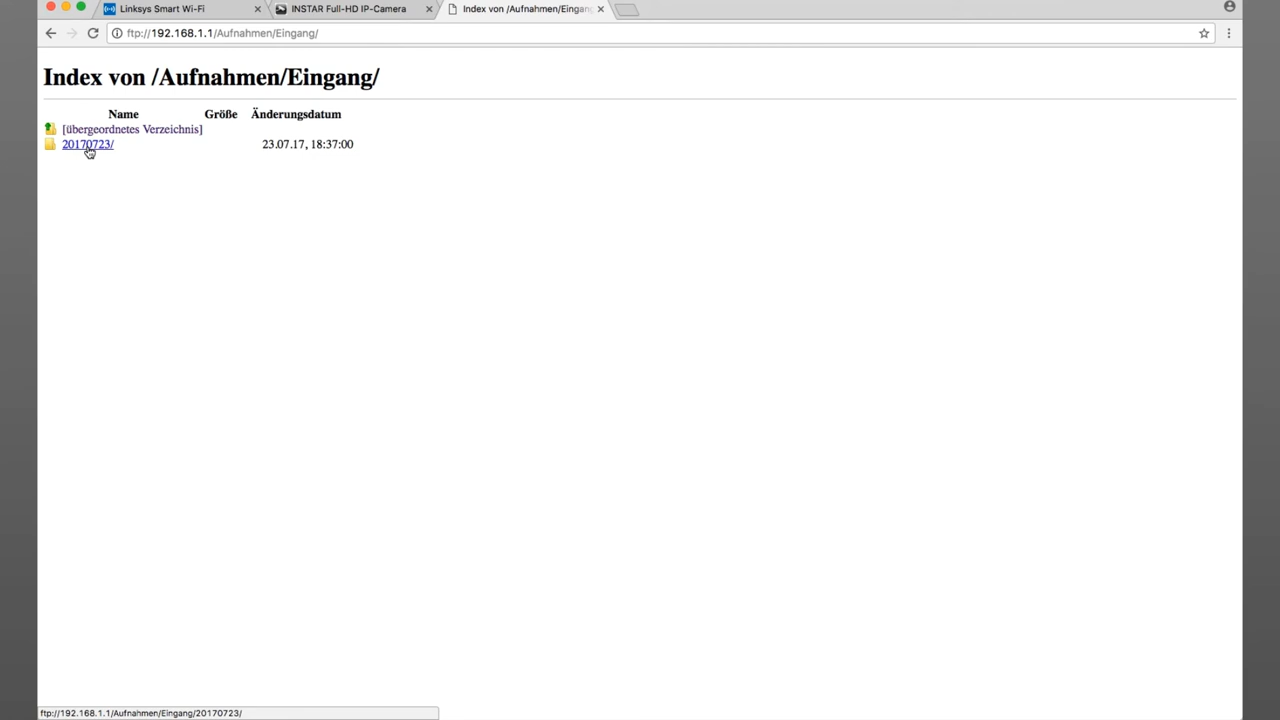 Linksys Smart Wi-Fi
INSTAR Full-HD IP-Camera
Index von /Aufnahmen/Eingang
ftp://192.168.1.1/Aufnahmen/Eingang/
Index von /Aufnahmen/Eingang/
Name Größe Änderungsdatum
[übergeordnetes Verzeichnis]
20170723/ 23.07.17, 18:37:00
ftp://192.168.1.1/Aufnahmen/Eingang/20170723/